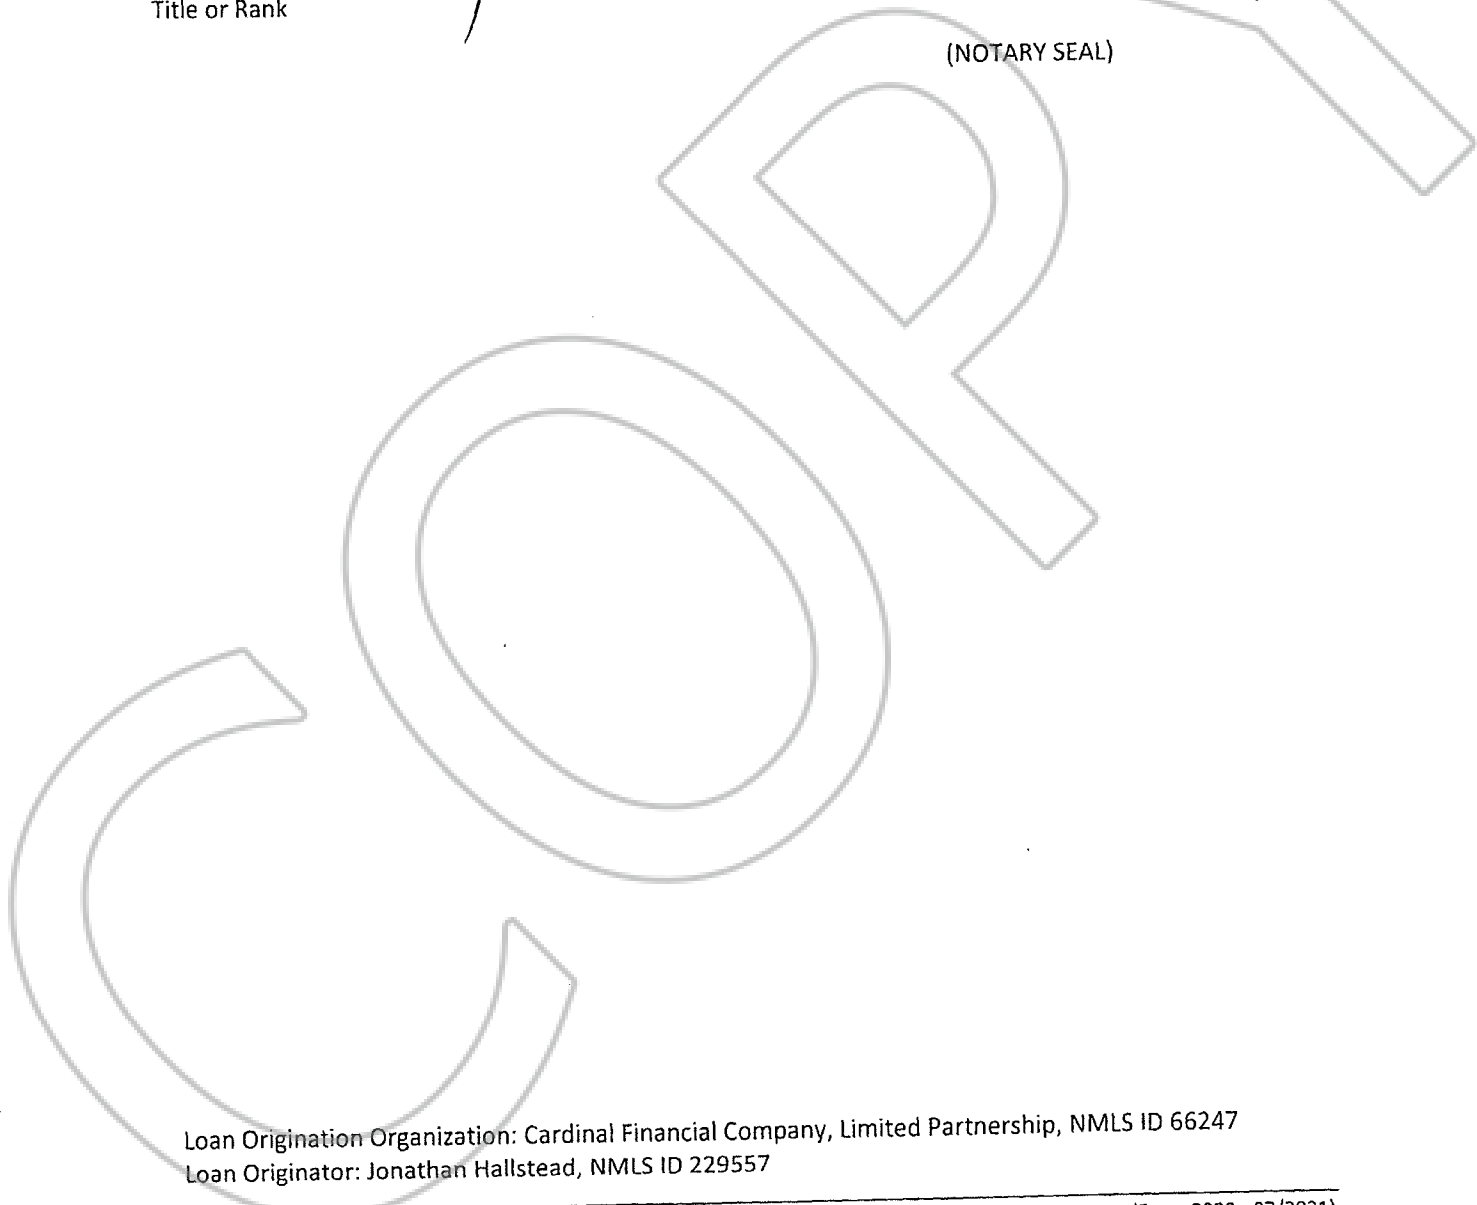 Title or Rank
(NOTARY SEAL)
COPY
Loan Origination Organization: Cardinal Financial Company, Limited Partnership, NMLS ID 66247
Loan Originator: Jonathan Hallstead, NMLS ID 229557